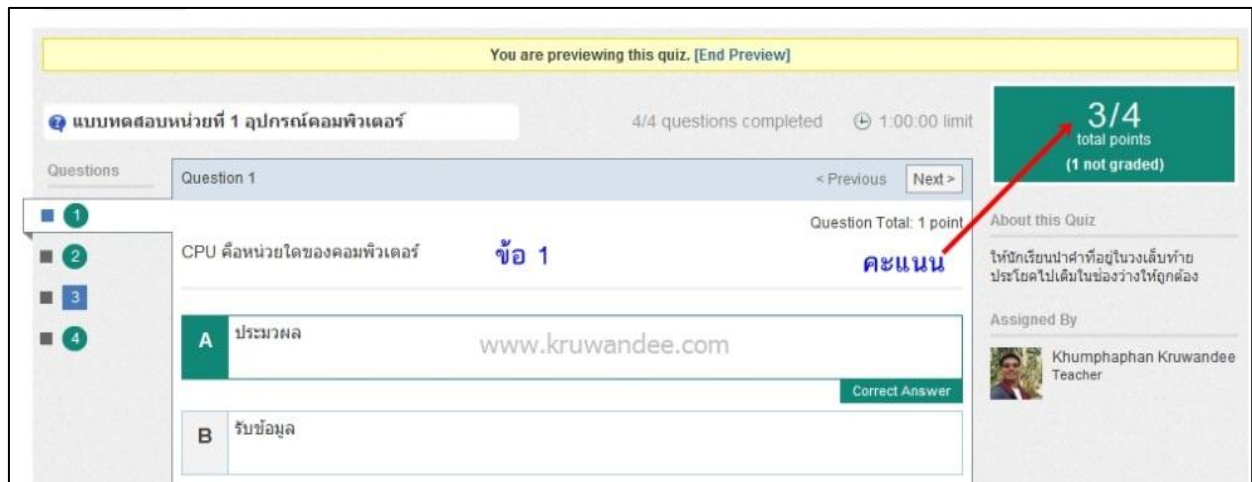 You are previewing this quiz. [End Preview]
แบบทดสอบหน่วยที่ 1 อุปกรณ์คอมพิวเตอร์
4/4 questions completed
1:00:00 limit
3/4
total points
(1 not graded)
Questions
1
2
3
4
Question 1
< Previous
Next >
Question Total: 1 point
CPU คือหน่วยใดของคอมพิวเตอร์
ข้อ 1
คะแนน
A
ประมวผล
www.kruwandee.com
Correct Answer
B
รับข้อมูล
About this Quiz
ให้นักเรียนนำคำที่อยู่ในวงเล็บท้าย
ประโยคไปเติมในช่องว่างให้ถูกต้อง
Assigned By
Khumphaphan Kruwandee
Teacher